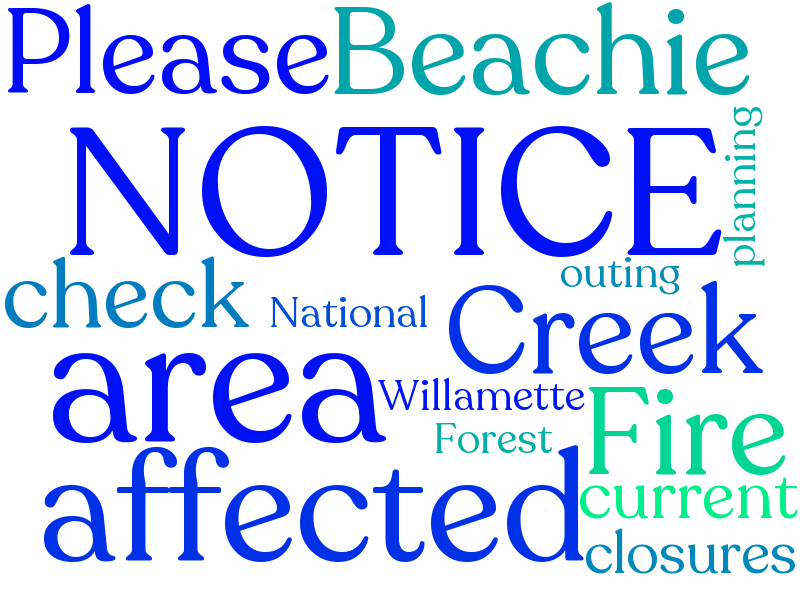 Please Beachie
NOTICE
planning
check
National
outing
Creek
area
Willamette
Forest
Fire
affected
current
closures